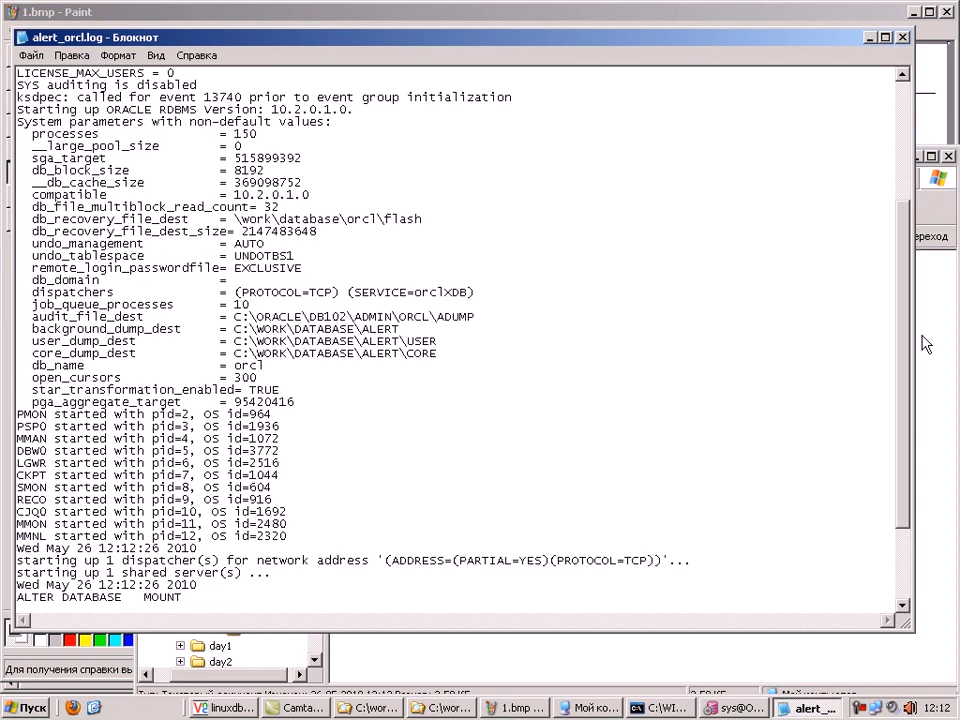 1.bmp - Paint
alert_orcl.log - Блокнот
Файл Правка Формат Вид Справка
LICENSE_MAX_USERS = 0
SYS auditing is disabled
ksdpec: called for event 13740 prior to event group initialization
Starting up ORACLE RDBMS Version: 10.2.0.1.0.
System parameters with non-default values:
processes = 150
__large_pool_size = 0
sga_target = 515899392
db_block_size = 8192
__db_cache_size = 369098752
compatible = 10.2.0.1.0
db_file_multiblock_read_count= 32
db_recovery_file_dest = \work\database\orcl\flash
db_recovery_file_dest_size= 2147483648
undo_management = AUTO
undo_tablespace = UNDOTBS1
remote_login_passwordfile= EXCLUSIVE
db_domain =
dispatchers = (PROTOCOL=TCP) (SERVICE=orclXDB)
job_queue_processes = 10
audit_file_dest = C:\ORACLE\DB102\ADMIN\ORCL\ADUMP
background_dump_dest = C:\WORK\DATABASE\ALERT
user_dump_dest = C:\WORK\DATABASE\ALERT\USER
core_dump_dest = C:\WORK\DATABASE\ALERT\CORE
db_name = orcl
open_cursors = 300
star_transformation_enabled= TRUE
pga_aggregate_target = 95420416
PMON started with pid=2, OS id=964
PSP0 started with pid=3, OS id=1936
MMAN started with pid=4, OS id=1072
DBW0 started with pid=5, OS id=3772
LGWR started with pid=6, OS id=2516
CKPT started with pid=7, OS id=1044
SMON started with pid=8, OS id=604
RECO started with pid=9, OS id=916
CJQ0 started with pid=10, OS id=1692
MMON started with pid=11, OS id=2480
MMNL started with pid=12, OS id=2320
Wed May 26 12:12:26 2010
starting up 1 dispatcher(s) for network address '(ADDRESS=(PARTIAL=YES)(PROTOCOL=TCP))'...
starting up 1 shared server(s) ...
Wed May 26 12:12:26 2010
ALTER DATABASE MOUNT
ереход
day1
day2
Для получения справки вы
Пуск linuxdb... Camta... C:\wor... C:\wor... 1.bmp ... Мой ко... C:\WI... sys@O... alert_... 12:12